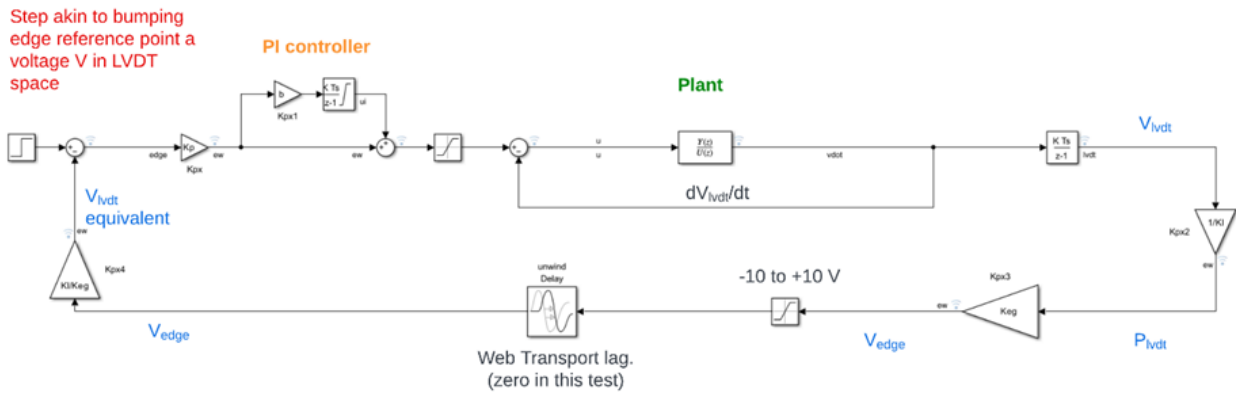 Step akin to bumping
edge reference point a
voltage V in LVDT
space
PI controller
b
Kpx1
K Ts
z-1
ui
Plant
edge
Kp
ew
Kpx
ew
u
u
Y(z)
U(z)
vdot
K Ts
z-1
lvdt
Vlvdt
dVlvdt/dt
Vlvdt
equivalent
ew
KI/Keg
Kpx4
1/KI
Kpx2
ew
unwind
Delay
-10 to +10 V
Kpx3
ew
Keg
Vedge
Vedge
Plvdt
Web Transport lag.
(zero in this test)